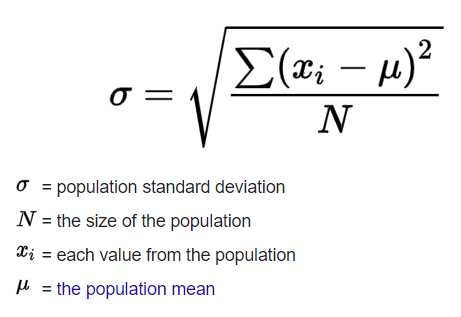 σ = √(∑(xᵢ − μ)² / N)
σ = population standard deviation
N = the size of the population
xᵢ = each value from the population
μ = the population mean